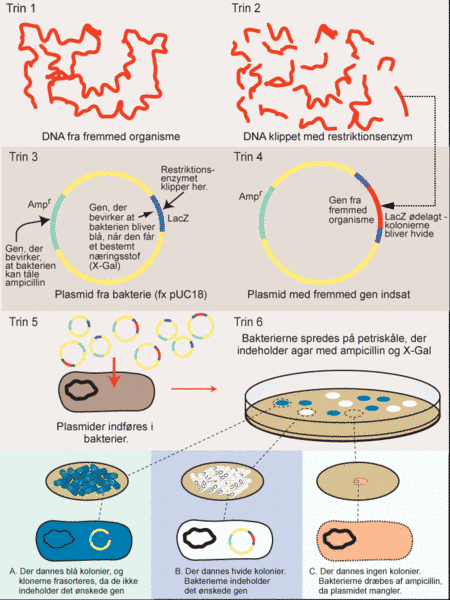 Trin 1
Trin 2
DNA fra fremmed organisme
DNA klippet med restriktionsenzym
Trin 3
Trin 4
Restriktions-
enzymet
klipper her.
Amp^r
Gen, der
bevirker at
bakterien bliver
blå, når den får
et bestemt
næringsstof
(X-Gal)
LacZ
Gen, der
bevirker,
at bakterien
kan tåle
ampicillin
Plasmid fra bakterie (fx pUC18)
Amp^r
Gen fra
fremmed
organisme
LacZ ødelagt -
kolonierne
bliver hvide
Plasmid med fremmed gen indsat
Trin 5
Plasmider indføres i
bakterier.
Trin 6
Bakterierne spredes på petriskåle, der
indeholder agar med ampicillin og X-Gal
A. Der dannes blå kolonier, og
klonerne frasorteres, da de ikke
indeholder det ønskede gen
B. Der dannes hvide kolonier.
Bakterierne indeholder
det ønskede gen
C. Der dannes ingen kolonier.
Bakterierne dræbes af ampicillin,
da plasmidet mangler.